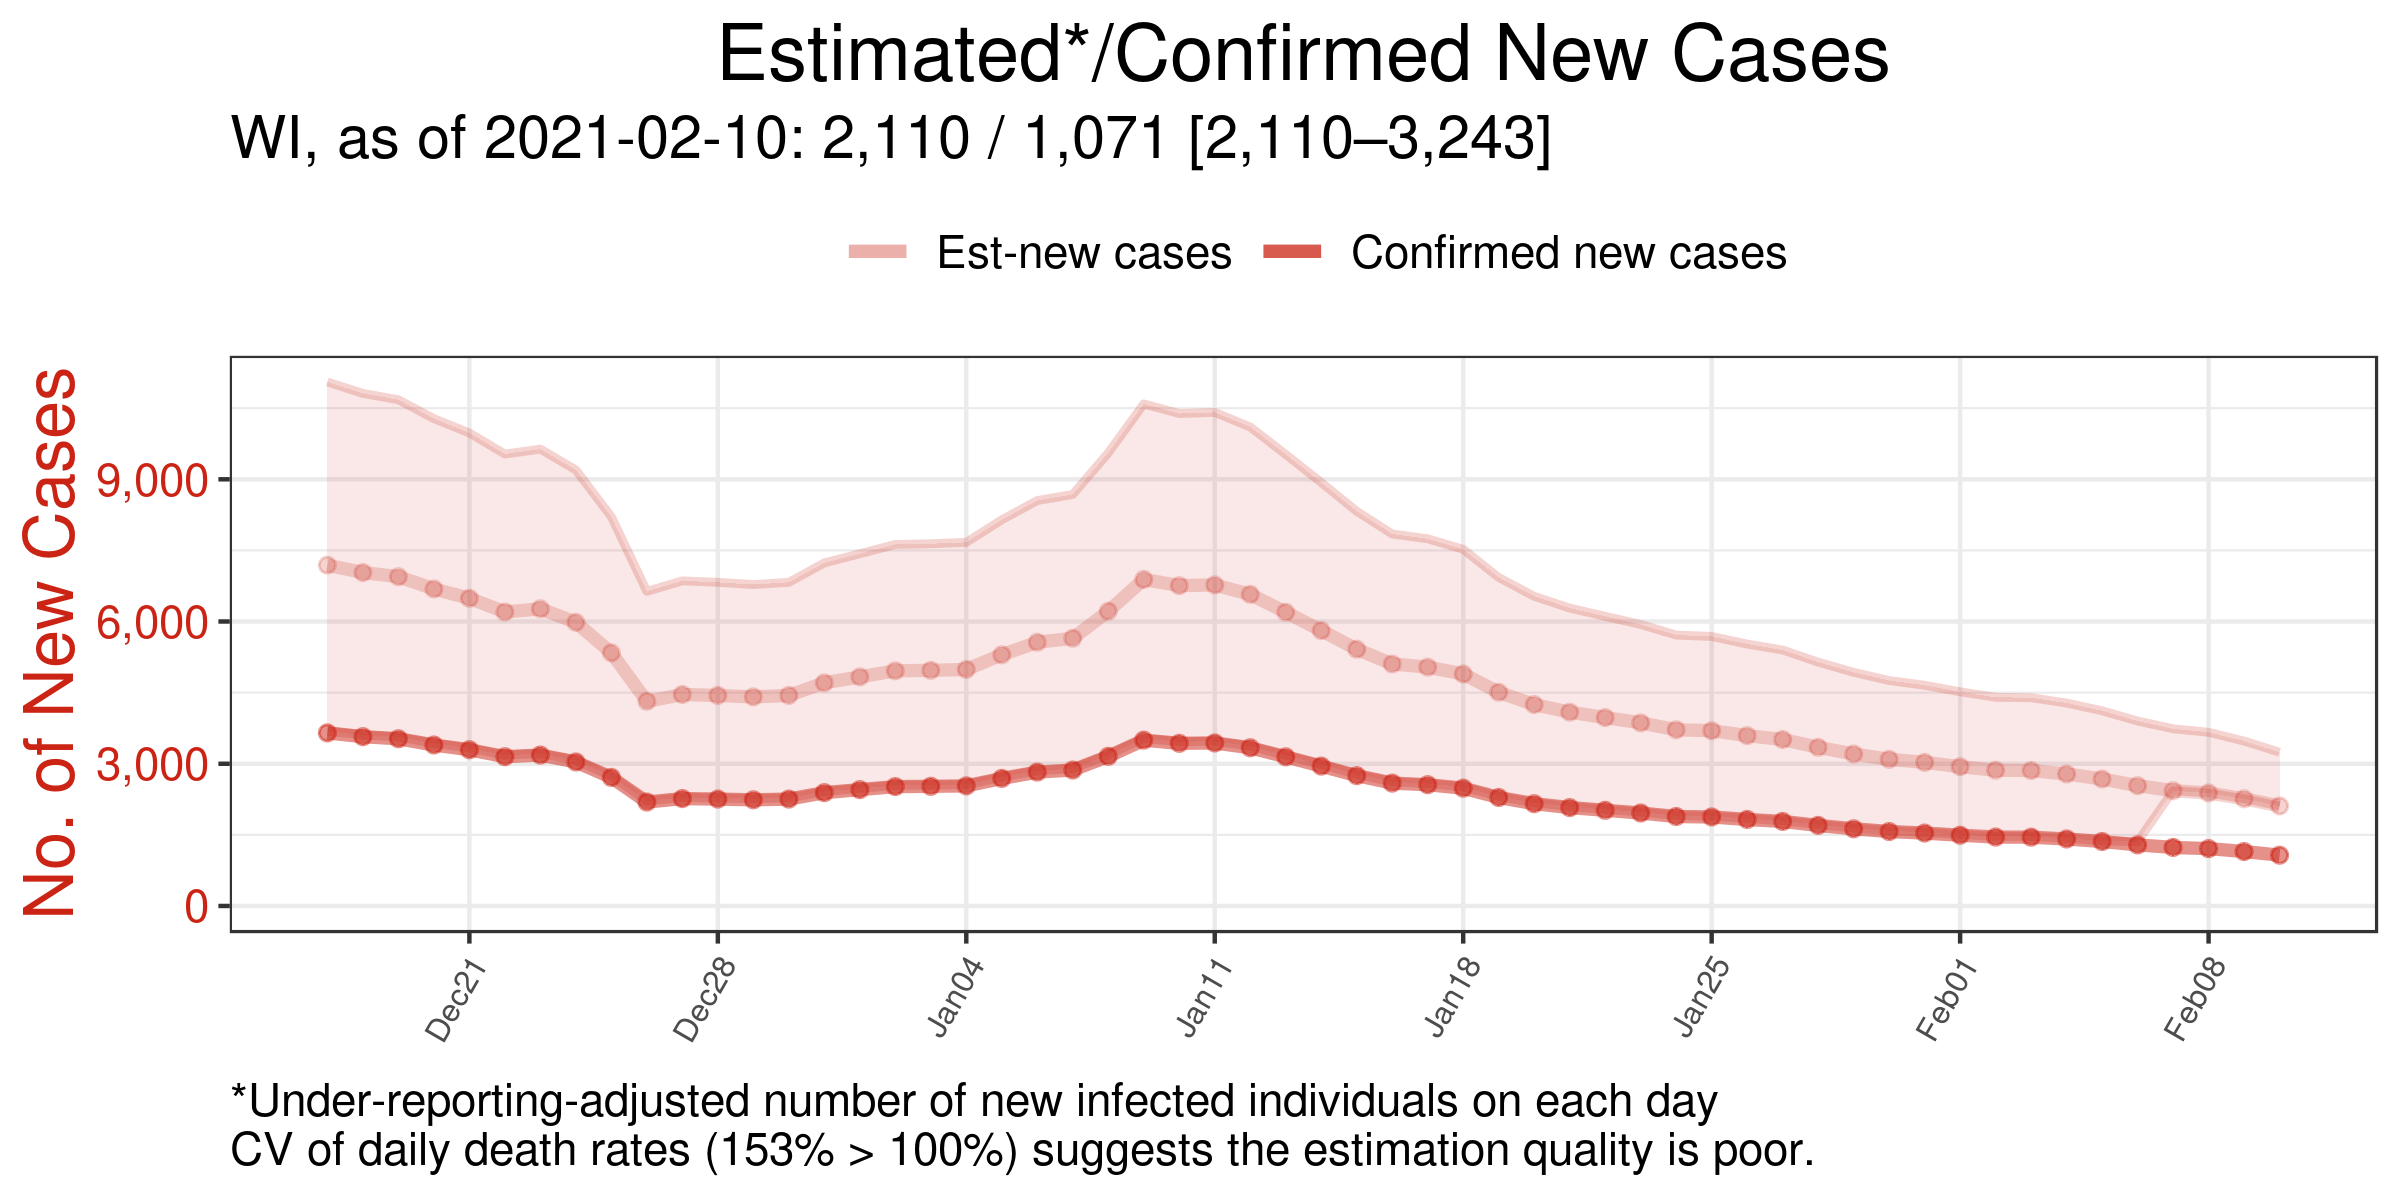 Estimated*/Confirmed New Cases
WI, as of 2021-02-10: 2,110 / 1,071 [2,110–3,243]
Est-new cases
Confirmed new cases
No. of New Cases
9,000
6,000
3,000
0
Dec21
Dec28
Jan04
Jan11
Jan18
Jan25
Feb01
Feb08
*Under-reporting-adjusted number of new infected individuals on each day
CV of daily death rates (153% > 100%) suggests the estimation quality is poor.